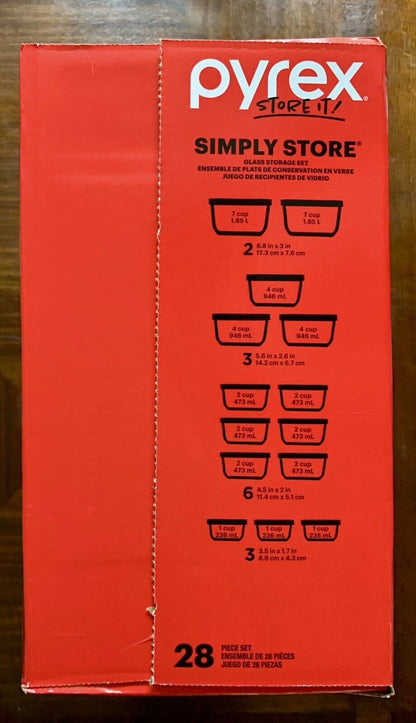 pyrex®
STORE IT!
SIMPLY STORE®
GLASS STORAGE SET
ENSEMBLE DE PLATS DE CONSERVATION EN VERRE
JUEGO DE RECIPIENTES DE VIDRIO
7 cup 7 cup
1.65 L 1.65 L
2 6.8 in x 3 in
17.3 cm x 7.6 cm
4 cup
946 mL
4 cup 4 cup
946 mL 946 mL
3 5.6 in x 2.6 in
14.2 cm x 6.7 cm
2 cup 2 cup
473 mL 473 mL
2 cup 2 cup
473 mL 473 mL
2 cup 2 cup
473 mL 473 mL
6 4.5 in x 2 in
11.4 cm x 5.1 cm
1 cup 1 cup 1 cup
236 mL 236 mL 236 mL
3 3.5 in x 1.7 in
8.9 cm x 4.3 cm
28 PIECE SET
ENSEMBLE DE 28 PIÈCES
JUEGO DE 28 PIEZAS